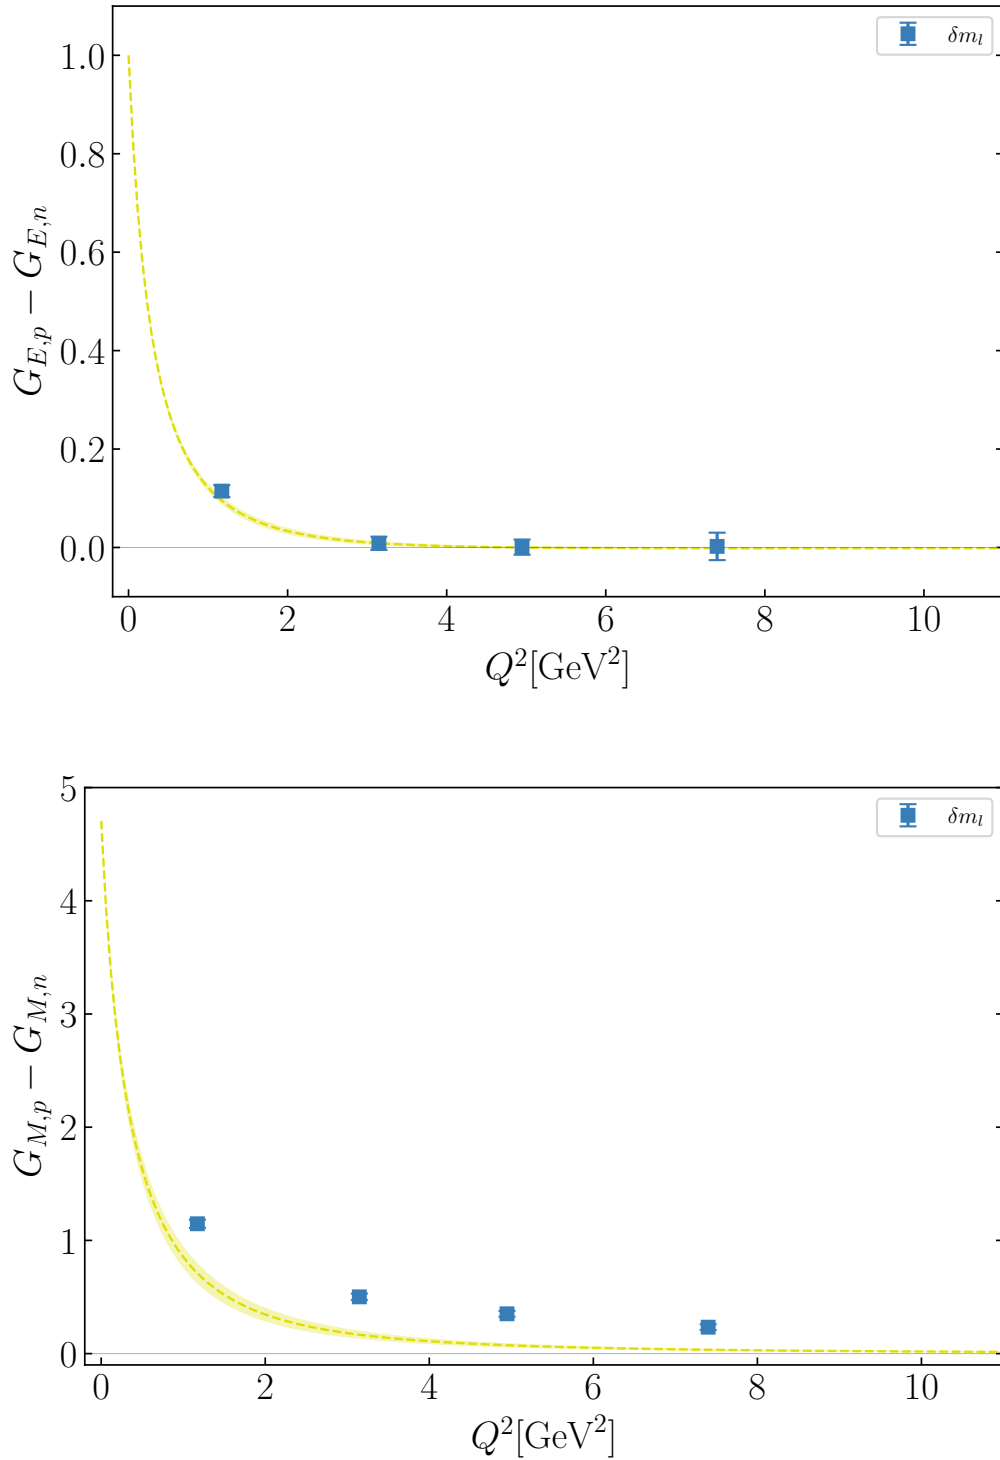 δm_l
1.0
0.8
0.6
0.4
0.2
0.0
G_{E,p} − G_{E,n}
0 2 4 6 8 10
Q²[GeV²]
δm_l
5
4
3
2
1
0
G_{M,p} − G_{M,n}
0 2 4 6 8 10
Q²[GeV²]